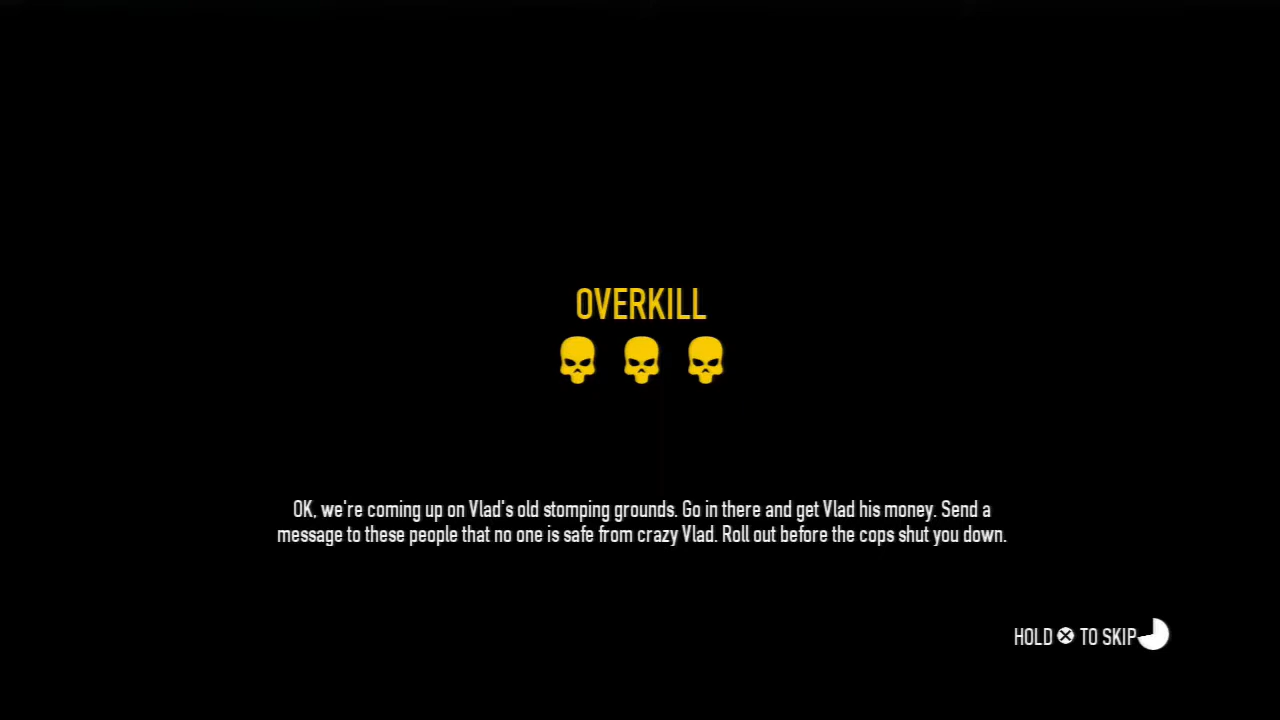 OVERKILL
OK, we're coming up on Vlad's old stomping grounds. Go in there and get Vlad his money. Send a
message to these people that no one is safe from crazy Vlad. Roll out before the cops shut you down.
HOLD ⓧ TO SKIP